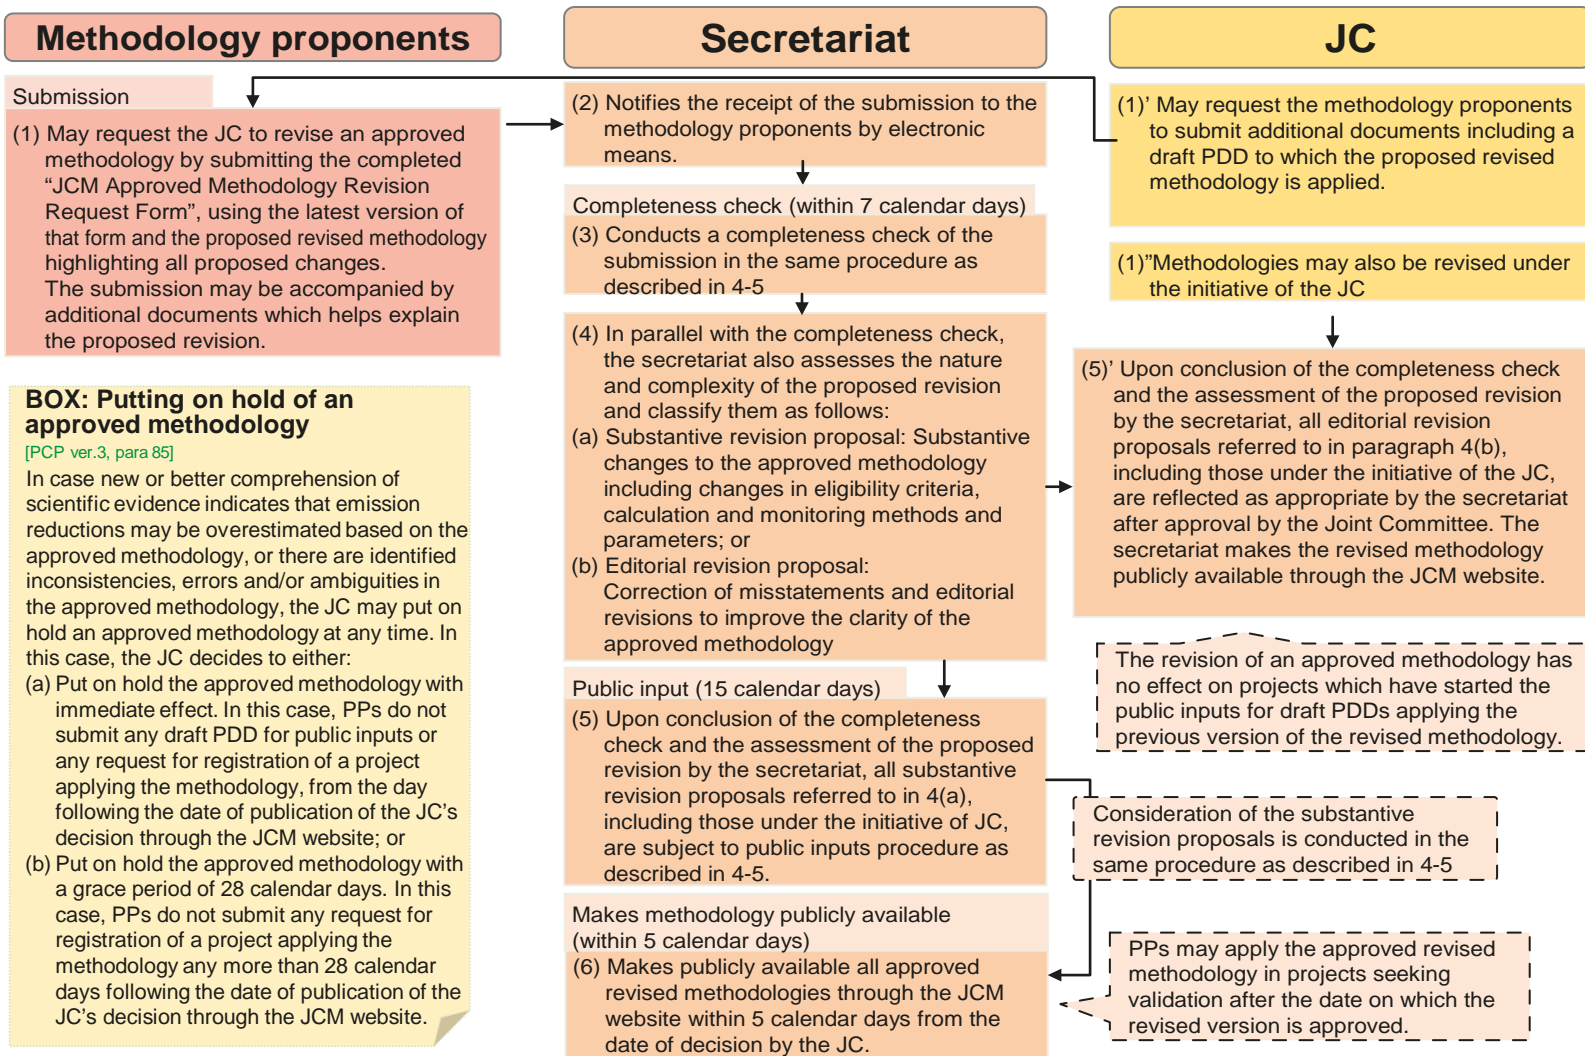 Methodology proponents
Submission
(1) May request the JC to revise an approved
methodology by submitting the completed
“JCM Approved Methodology Revision
Request Form”, using the latest version of
that form and the proposed revised methodology
highlighting all proposed changes.
The submission may be accompanied by
additional documents which helps explain
the proposed revision.
BOX: Putting on hold of an
approved methodology
[PCP ver.3, para 85]
In case new or better comprehension of
scientific evidence indicates that emission
reductions may be overestimated based on the
approved methodology, or there are identified
inconsistencies, errors and/or ambiguities in
the approved methodology, the JC may put on
hold an approved methodology at any time. In
this case, the JC decides to either:
(a) Put on hold the approved methodology with
immediate effect. In this case, PPs do not
submit any draft PDD for public inputs or
any request for registration of a project
applying the methodology, from the day
following the date of publication of the JC’s
decision through the JCM website; or
(b) Put on hold the approved methodology with
a grace period of 28 calendar days. In this
case, PPs do not submit any request for
registration of a project applying the
methodology any more than 28 calendar
days following the date of publication of the
JC’s decision through the JCM website.
Secretariat
(2) Notifies the receipt of the submission to the
methodology proponents by electronic
means.
Completeness check (within 7 calendar days)
(3) Conducts a completeness check of the
submission in the same procedure as
described in 4-5
(4) In parallel with the completeness check,
the secretariat also assesses the nature
and complexity of the proposed revision
and classify them as follows:
(a) Substantive revision proposal: Substantive
changes to the approved methodology
including changes in eligibility criteria,
calculation and monitoring methods and
parameters; or
(b) Editorial revision proposal:
Correction of misstatements and editorial
revisions to improve the clarity of the
approved methodology
Public input (15 calendar days)
(5) Upon conclusion of the completeness
check and the assessment of the proposed
revision by the secretariat, all substantive
revision proposals referred to in 4(a),
including those under the initiative of JC,
are subject to public inputs procedure as
described in 4-5.
Makes methodology publicly available
(within 5 calendar days)
(6) Makes publicly available all approved
revised methodologies through the JCM
website within 5 calendar days from the
date of decision by the JC.
JC
(1)’ May request the methodology proponents
to submit additional documents including a
draft PDD to which the proposed revised
methodology is applied.
(1)”Methodologies may also be revised under
the initiative of the JC
(5)’ Upon conclusion of the completeness check
and the assessment of the proposed revision
by the secretariat, all editorial revision
proposals referred to in paragraph 4(b),
including those under the initiative of the JC,
are reflected as appropriate by the secretariat
after approval by the Joint Committee. The
secretariat makes the revised methodology
publicly available through the JCM website.
The revision of an approved methodology has
no effect on projects which have started the
public inputs for draft PDDs applying the
previous version of the revised methodology.
Consideration of the substantive
revision proposals is conducted in the
same procedure as described in 4-5
PPs may apply the approved revised
methodology in projects seeking
validation after the date on which the
revised version is approved.